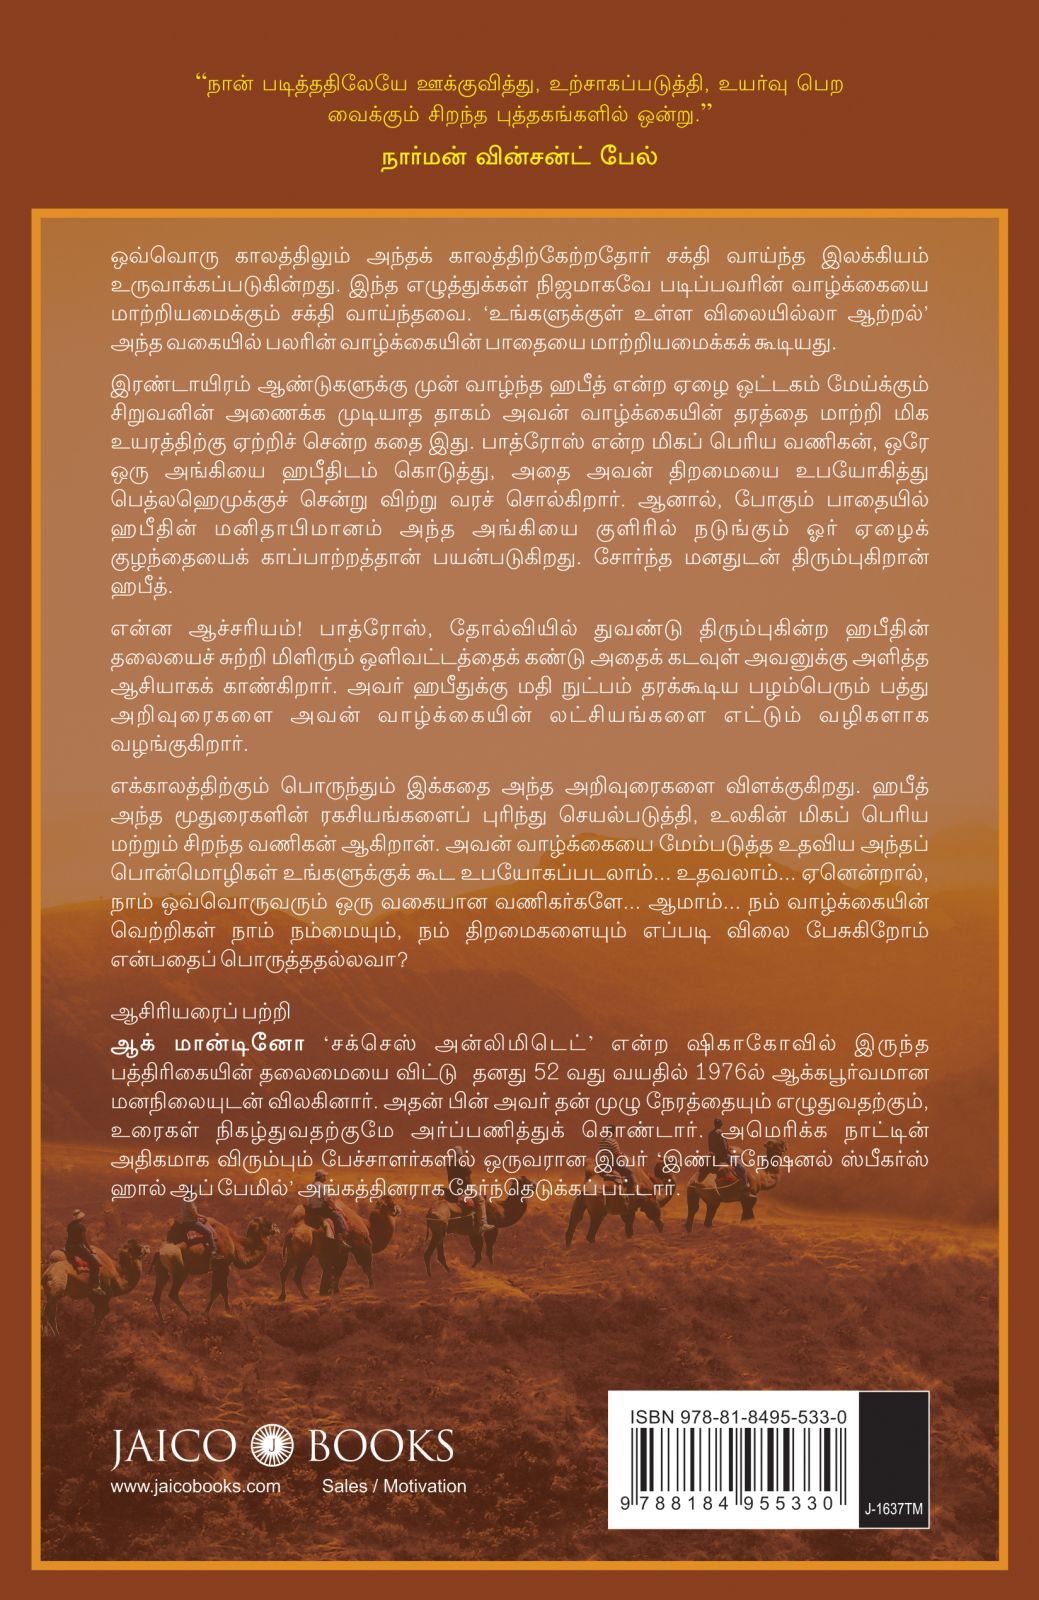 “நான் படித்ததிலேயே ஊக்குவித்து, உற்சாகப்படுத்தி, உயர்வு பெற
வைக்கும் சிறந்த புத்தகங்களில் ஒன்று.”
நார்மன் வின்சன்ட் பேல்
ஒவ்வொரு காலத்திலும் அந்தக் காலத்திற்கேற்றதோர் சக்தி வாய்ந்த இலக்கியம்
உருவாக்கப்படுகின்றது. இந்த எழுத்துக்கள் நிஜமாகவே படிப்பவரின் வாழ்க்கையை
மாற்றியமைக்கும் சக்தி வாய்ந்தவை. ‘உங்களுக்குள் உள்ள விலையில்லா ஆற்றல்’
அந்த வகையில் பலரின் வாழ்க்கையின் பாதையை மாற்றியமைக்கக் கூடியது.
இரண்டாயிரம் ஆண்டுகளுக்கு முன் வாழ்ந்த ஹபீத் என்ற ஏழை ஒட்டகம் மேய்க்கும்
சிறுவனின் அணைக்க முடியாத தாகம் அவன் வாழ்க்கையின் தரத்தை மாற்றி மிக
உயரத்திற்கு ஏற்றிச் சென்ற கதை இது. பாத்ரோஸ் என்ற மிகப் பெரிய வணிகன், ஒரே
ஒரு அங்கியை ஹபீதிடம் கொடுத்து, அதை அவன் திறமையை உபயோகித்து
பெத்லஹெமுக்குச் சென்று விற்று வரச் சொல்கிறார். ஆனால், போகும் பாதையில்
ஹபீதின் மனிதாபிமானம் அந்த அங்கியை குளிரில் நடுங்கும் ஓர் ஏழைக்
குழந்தையைக் காப்பாற்றத்தான் பயன்படுகிறது. சோர்ந்த மனதுடன் திரும்புகிறான்
ஹபீத்.
என்ன ஆச்சரியம்! பாத்ரோஸ், தோல்வியில் துவண்டு திரும்புகின்ற ஹபீதின்
தலையைச் சுற்றி மிளிரும் ஒளிவட்டத்தைக் கண்டு அதைக் கடவுள் அவனுக்கு அளித்த
ஆசியாகக் காண்கிறார். அவர் ஹபீதுக்கு மதி நுட்பம் தரக்கூடிய பழம்பெரும் பத்து
அறிவுரைகளை அவன் வாழ்க்கையின் லட்சியங்களை எட்டும் வழிகளாக
வழங்குகிறார்.
எக்காலத்திற்கும் பொருந்தும் இக்கதை அந்த அறிவுரைகளை விளக்குகிறது. ஹபீத்
அந்த மூதுரைகளின் ரகசியங்களைப் புரிந்து செயல்படுத்தி, உலகின் மிகப் பெரிய
மற்றும் சிறந்த வணிகன் ஆகிறான். அவன் வாழ்க்கையை மேம்படுத்த உதவிய அந்தப்
பொன்மொழிகள் உங்களுக்குக் கூட உபயோகப்படலாம்... உதவலாம்... ஏனென்றால்,
நாம் ஒவ்வொருவரும் ஒரு வகையான வணிகர்களே... ஆமாம்... நம் வாழ்க்கையின்
வெற்றிகள் நாம் நம்மையும், நம் திறமைகளையும் எப்படி விலை பேசுகிறோம்
என்பதைப் பொருத்ததல்லவா?
ஆசிரியரைப் பற்றி
ஆக் மான்டினோ ‘சக்செஸ் அன்லிமிடெட்’ என்ற ஷிகாகோவில் இருந்த
பத்திரிகையின் தலைமையை விட்டு தனது 52 வது வயதில் 1976ல் ஆக்கபூர்வமான
மனநிலையுடன் விலகினார். அதன் பின் அவர் தன் முழு நேரத்தையும் எழுதுவதற்கும்,
உரைகள் நிகழ்துவதற்குமே அர்ப்பணித்துக் கொண்டார். அமெரிக்க நாட்டின்
அதிகமாக விரும்பும் பேச்சாளர்களில் ஒருவரான இவர் ‘இண்டர்நேஷனல் ஸ்பீகர்ஸ்
ஹால் ஆப் பேமில்’ அங்கத்தினராக தேர்ந்தெடுக்கப் பட்டார்.
JAICO J BOOKS
www.jaicobooks.com Sales / Motivation
ISBN 978-81-8495-533-0
9 788184 955330
J-1637TM